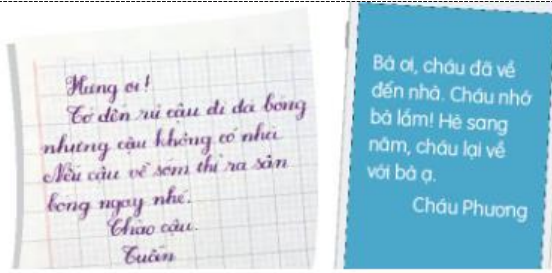 Hùng ơi!
Tớ đến rủ cậu đi đá bóng
nhưng cậu không có nhà.
Nếu cậu về sớm thì ra sân
bóng ngay nhé.
Chào cậu.
Tuấn
Bà ơi, cháu đã về
đến nhà. Cháu nhớ
bà lắm! Hè sang
năm, cháu lại về
với bà ạ.
Cháu Phương